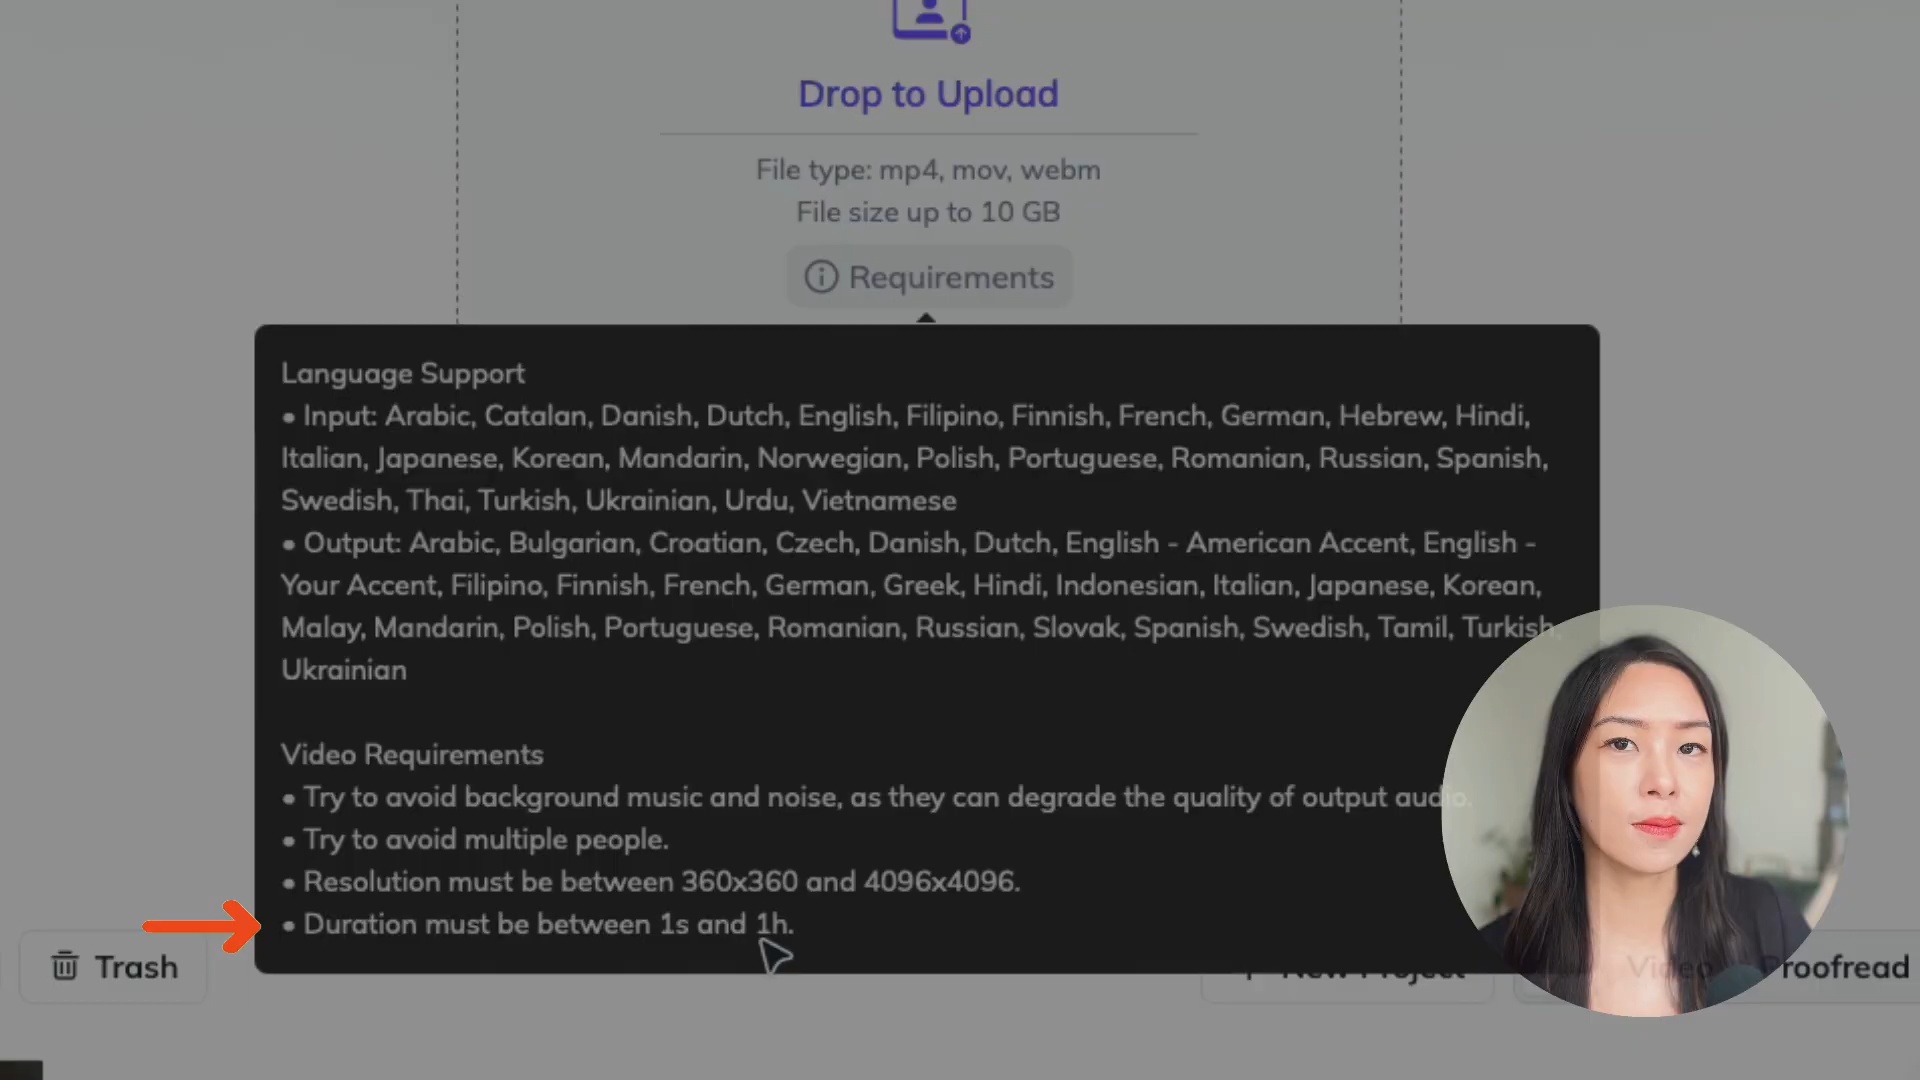 Drop to Upload
File type: mp4, mov, webm
File size up to 10 GB
Requirements
Language Support
• Input: Arabic, Catalan, Danish, Dutch, English, Filipino, Finnish, French, German, Hebrew, Hindi,
Italian, Japanese, Korean, Mandarin, Norwegian, Polish, Portuguese, Romanian, Russian, Spanish,
Swedish, Thai, Turkish, Ukrainian, Urdu, Vietnamese
• Output: Arabic, Bulgarian, Croatian, Czech, Danish, Dutch, English - American Accent, English -
Your Accent, Filipino, Finnish, French, German, Greek, Hindi, Indonesian, Italian, Japanese, Korean,
Malay, Mandarin, Polish, Portuguese, Romanian, Russian, Slovak, Spanish, Swedish, Tamil, Turkish,
Ukrainian
Video Requirements
• Try to avoid background music and noise, as they can degrade the quality of output audio.
• Try to avoid multiple people.
• Resolution must be between 360x360 and 4096x4096.
• Duration must be between 1s and 1h.
Trash
New Project
Video Proofread